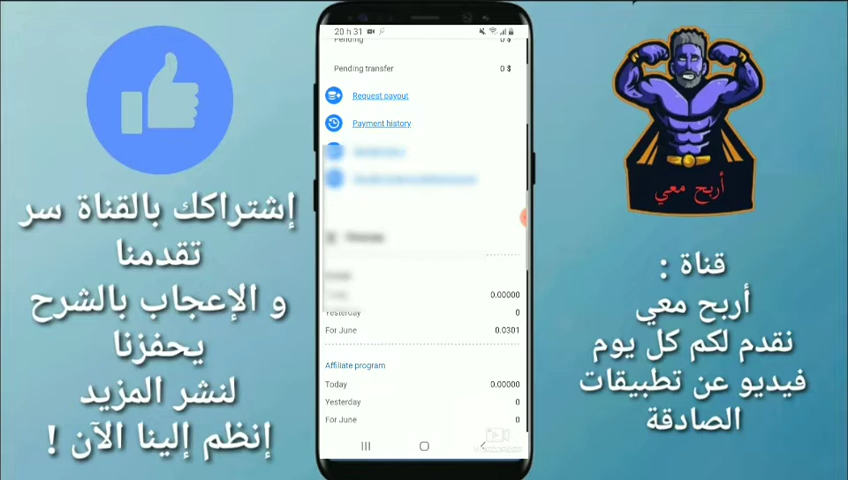 إشتراكك بالقناة سر
تقدمنا
و الإعجاب بالشرح
يحفزنا
لنشر المزيد
إنظم إلينا الآن !
20 h 31
Pending 0 $
Pending transfer 0 $
Request payout
Payment history
0.00000
Yesterday 0
For June 0.0301
Affiliate program
Today 0.00000
Yesterday 0
For June 0
أربح معي
قناة :
أربح معي
نقدم لكم كل يوم
فيديو عن تطبيقات
الصادقة